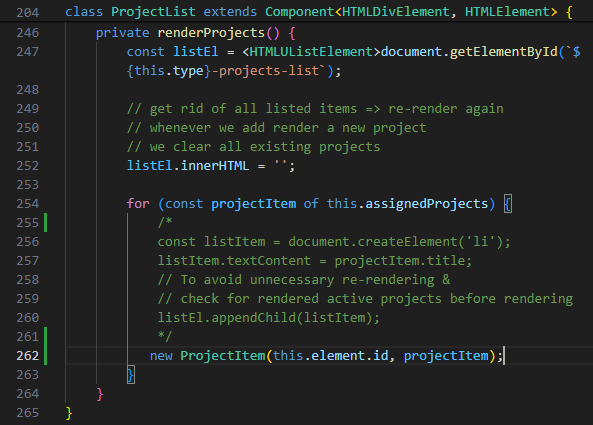 204 class ProjectList extends Component<HTMLDivElement, HTMLElement> {
246 private renderProjects() {
247 const listEl = <HTMLUListElement>document.getElementById(`$
{this.type}-projects-list`);
248
249 // get rid of all listed items => re-render again
250 // whenever we add render a new project
251 // we clear all existing projects
252 listEl.innerHTML = '';
253
254 for (const projectItem of this.assignedProjects) {
255 /*
256 const listItem = document.createElement('li');
257 listItem.textContent = projectItem.title;
258 // To avoid unnecessary re-rendering &
259 // check for rendered active projects before rendering
260 listEl.appendChild(listItem);
261 */
262 new ProjectItem(this.element.id, projectItem);
263 }
264 }
265 }